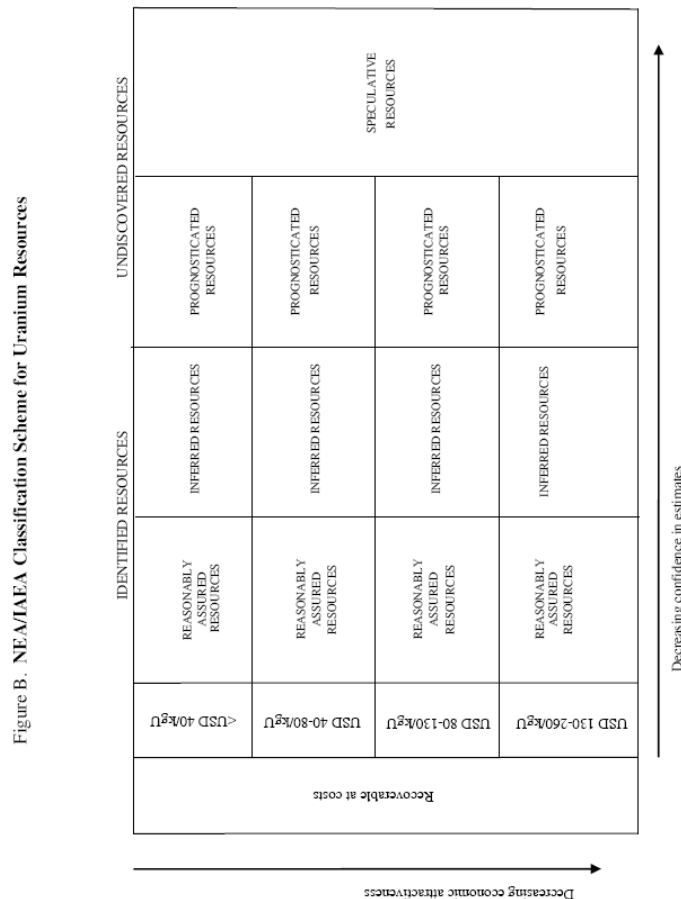 Figure B. NEA/IAEA Classification Scheme for Uranium Resources
IDENTIFIED RESOURCES
UNDISCOVERED RESOURCES
Recoverable at costs
<USD 40/kgU
REASONABLY
ASSURED
RESOURCES
INFERRED RESOURCES
PROGNOSTICATED
RESOURCES
USD 40-80/kgU
REASONABLY
ASSURED
RESOURCES
INFERRED RESOURCES
PROGNOSTICATED
RESOURCES
USD 80-130/kgU
REASONABLY
ASSURED
RESOURCES
INFERRED RESOURCES
PROGNOSTICATED
RESOURCES
USD 130-260/kgU
REASONABLY
ASSURED
RESOURCES
INFERRED RESOURCES
PROGNOSTICATED
RESOURCES
SPECULATIVE
RESOURCES
Decreasing economic attractiveness
Decreasing confidence in estimates